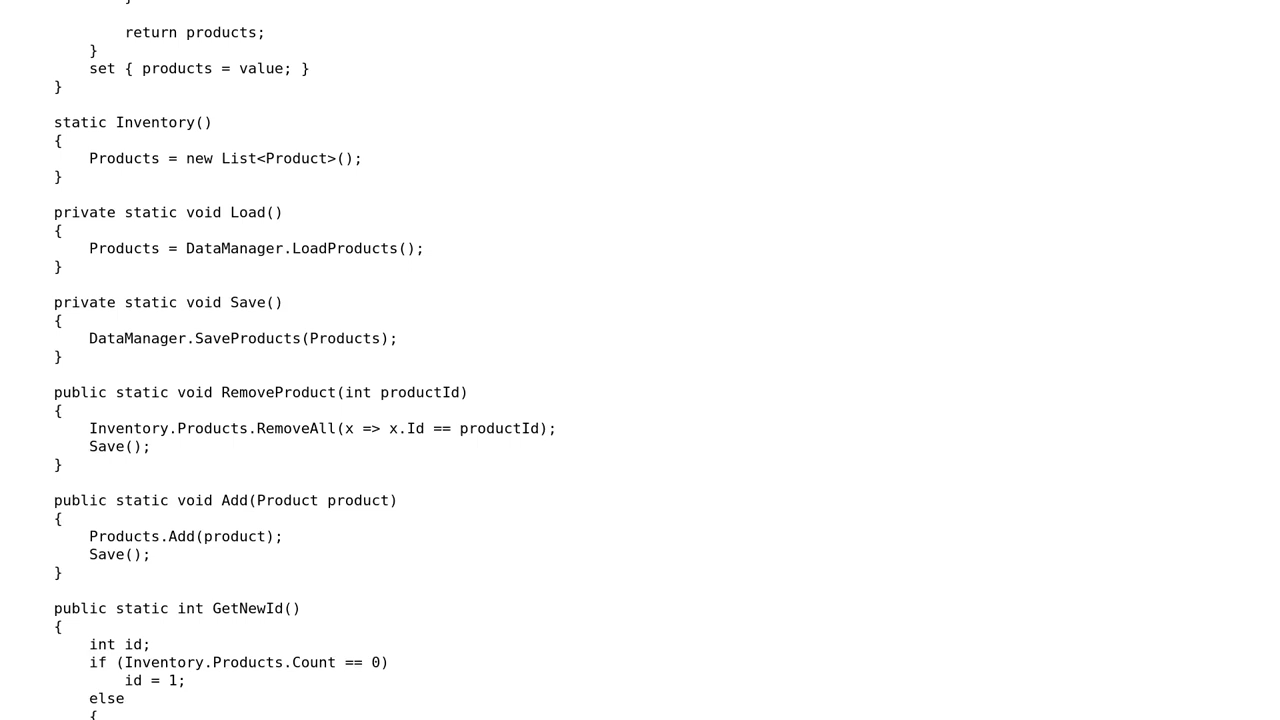 }
return products;
}
set { products = value; }
}
static Inventory()
{
Products = new List<Product>();
}
private static void Load()
{
Products = DataManager.LoadProducts();
}
private static void Save()
{
DataManager.SaveProducts(Products);
}
public static void RemoveProduct(int productId)
{
Inventory.Products.RemoveAll(x => x.Id == productId);
Save();
}
public static void Add(Product product)
{
Products.Add(product);
Save();
}
public static int GetNewId()
{
int id;
if (Inventory.Products.Count == 0)
id = 1;
else
{